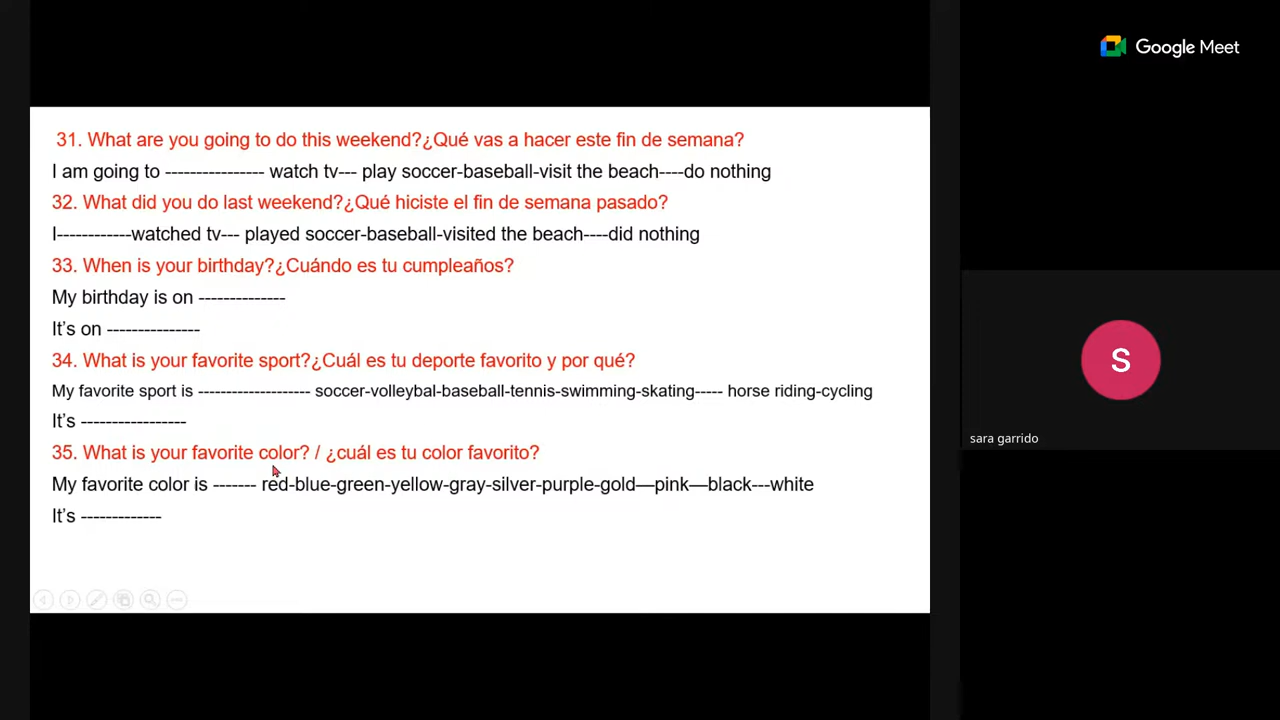 Google Meet
31. What are you going to do this weekend?¿Qué vas a hacer este fin de semana?
I am going to ---------------- watch tv--- play soccer-baseball-visit the beach----do nothing
32. What did you do last weekend?¿Qué hiciste el fin de semana pasado?
I------------watched tv--- played soccer-baseball-visited the beach----did nothing
33. When is your birthday?¿Cuándo es tu cumpleaños?
My birthday is on --------------
It's on ---------------
34. What is your favorite sport?¿Cuál es tu deporte favorito y por qué?
My favorite sport is -------------------- soccer-volleybal-baseball-tennis-swimming-skating----- horse riding-cycling
It's -----------------
35. What is your favorite color? / ¿cuál es tu color favorito?
My favorite color is ------- red-blue-green-yellow-gray-silver-purple-gold—pink—black---white
It's -------------
S
sara garrido